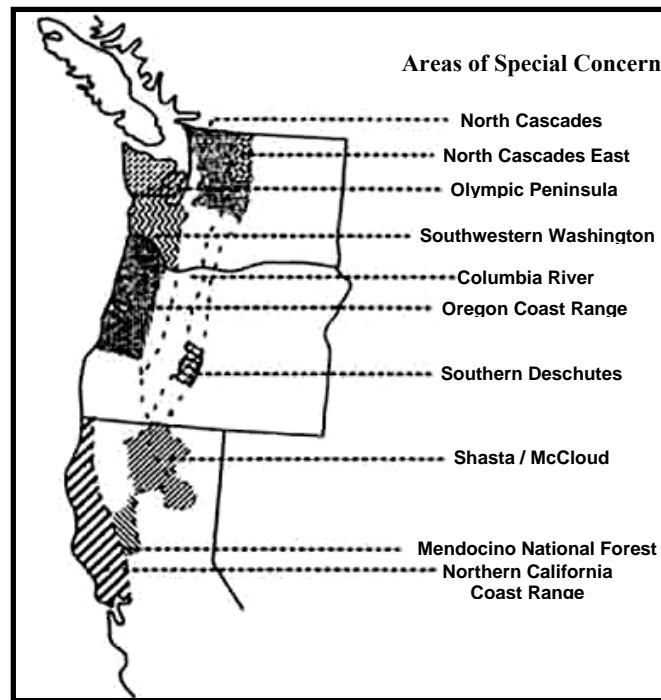 Areas of Special Concern
North Cascades
North Cascades East
Olympic Peninsula
Southwestern Washington
Columbia River
Oregon Coast Range
Southern Deschutes
Shasta / McCloud
Mendocino National Forest
Northern California
Coast Range